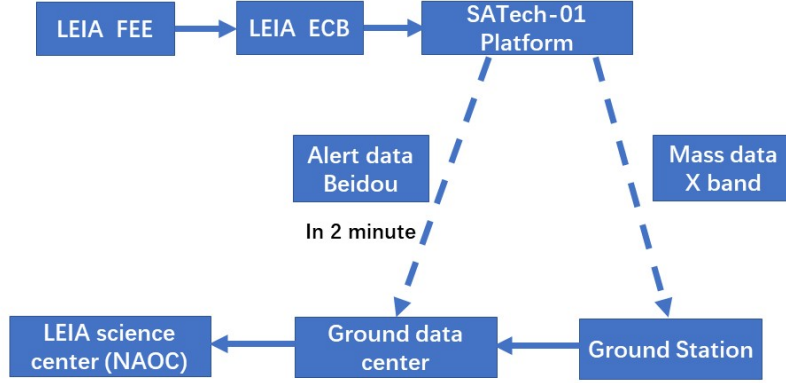 LEIA FEE
LEIA ECB
SATech-01
Platform
Alert data
Beidou
Mass data
X band
In 2 minute
LEIA science
center (NAOC)
Ground data
center
Ground Station